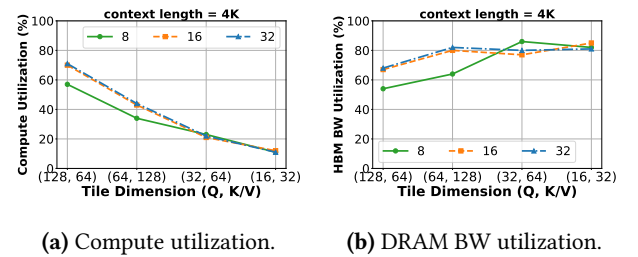 context length = 4K
Compute Utilization (%)
100
80
60
40
20
0
8 16 32
(128, 64) (64, 128) (32, 64) (16, 32)
Tile Dimension (Q, K/V)
(a) Compute utilization.
context length = 4K
HBM BW Utilization (%)
100
80
60
40
20
0
8 16 32
(128, 64) (64, 128) (32, 64) (16, 32)
Tile Dimension (Q, K/V)
(b) DRAM BW utilization.